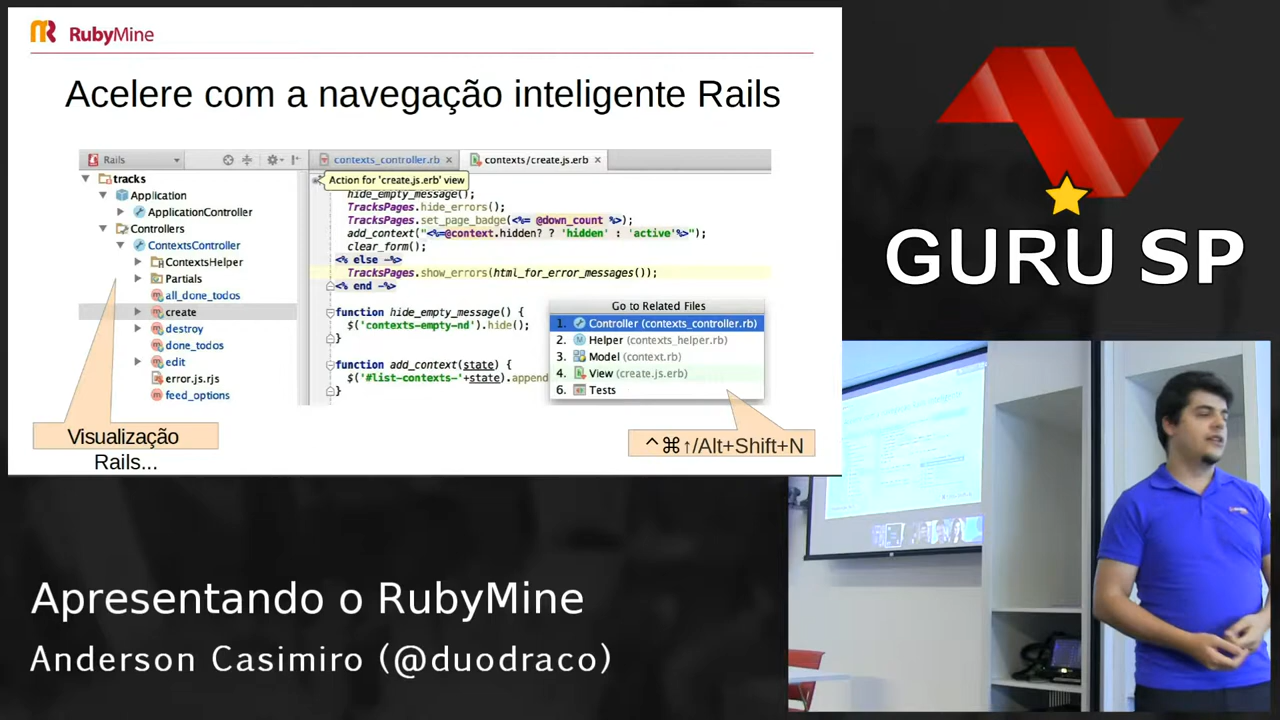 RubyMine
Acelere com a navegação inteligente Rails
Rails
contexts_controller.rb
contexts/create.js.erb
tracks
Application
ApplicationController
Controllers
ContextsController
ContextsHelper
Partials
all_done_todos
create
destroy
done_todos
edit
error.js.rjs
feed_options
Action for 'create.js.erb' view
hide_empty_message();
TracksPages.hide_errors();
TracksPages.set_page_badge(<%= @down_count %>);
add_context("<%=@context.hidden? ? 'hidden' : 'active'%>");
clear_form();
<% else -%>
TracksPages.show_errors(html_for_error_messages());
<% end -%>
function hide_empty_message() {
$('contexts-empty-nd').hide();
}
function add_context(state) {
$('#list-contexts-'+state).append
}
Go to Related Files
1. Controller (contexts_controller.rb)
2. Helper (contexts_helper.rb)
3. Model (context.rb)
4. View (create.js.erb)
6. Tests
Visualização
Rails...
^⌘↑/Alt+Shift+N
GURU SP
Apresentando o RubyMine
Anderson Casimiro (@duodraco)